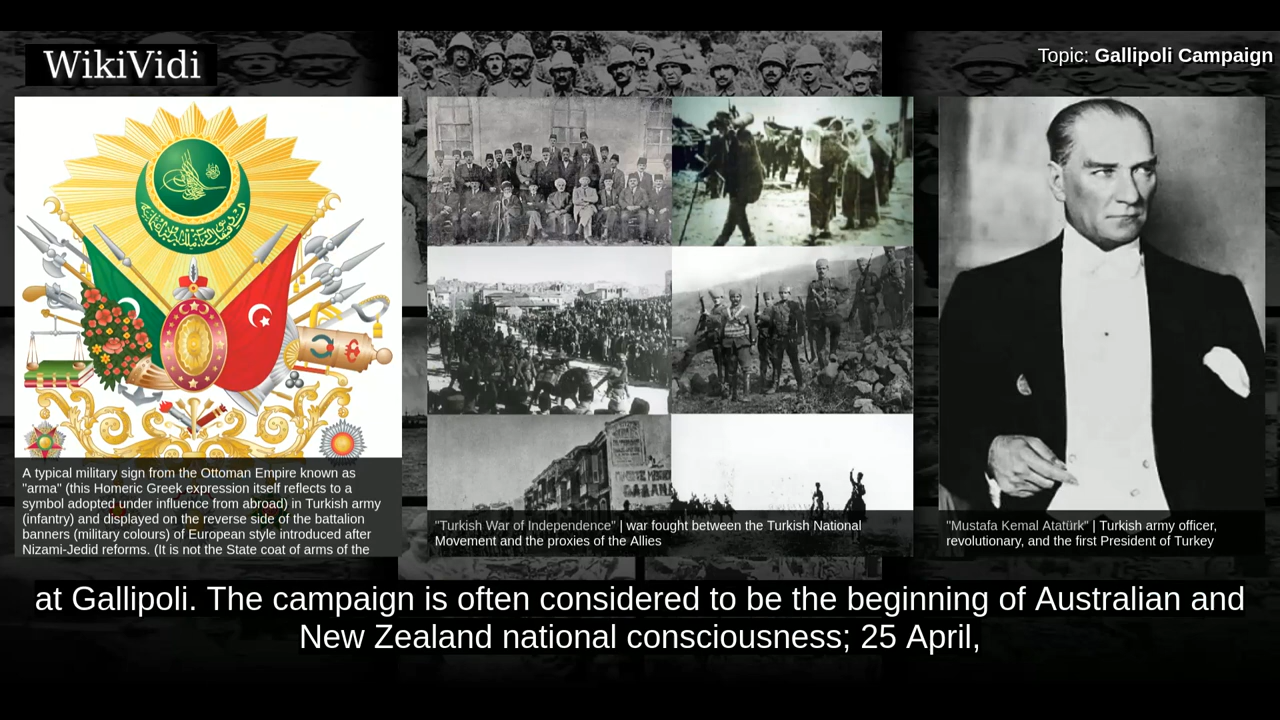 WikiVidi
Topic: Gallipoli Campaign
A typical military sign from the Ottoman Empire known as
"arma" (this Homeric Greek expression itself reflects to a
symbol adopted under influence from abroad) in Turkish army
(infantry) and displayed on the reverse side of the battalion
banners (military colours) of European style introduced after
Nizami-Jedid reforms. (It is not the State coat of arms of the
"Turkish War of Independence" | war fought between the Turkish National
Movement and the proxies of the Allies
"Mustafa Kemal Atatürk" | Turkish army officer,
revolutionary, and the first President of Turkey
at Gallipoli. The campaign is often considered to be the beginning of Australian and
New Zealand national consciousness; 25 April,